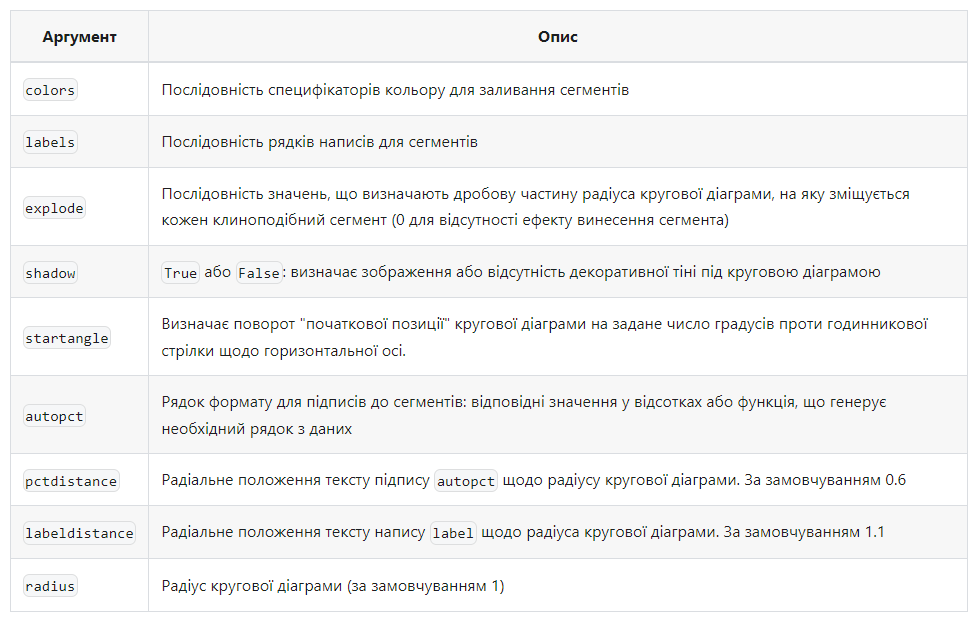 Аргумент Опис
colors Послідовність специфікаторів кольору для заливання сегментів
labels Послідовність рядків написів для сегментів
explode Послідовність значень, що визначають дробову частину радіуса кругової діаграми, на яку зміщується
кожен клиноподібний сегмент (0 для відсутності ефекту винесення сегмента)
shadow True або False: визначає зображення або відсутність декоративної тіні під круговою діаграмою
startangle Визначає поворот "початкової позиції" кругової діаграми на задане число градусів проти годинникової
стрілки щодо горизонтальної осі.
autopct Рядок формату для підписів до сегментів: відповідні значення у відсотках або функція, що генерує
необхідний рядок з даних
pctdistance Радіальне положення тексту підпису autopct щодо радіусу кругової діаграми. За замовчуванням 0.6
labeldistance Радіальне положення тексту напису label щодо радіуса кругової діаграми. За замовчуванням 1.1
radius Радіус кругової діаграми (за замовчуванням 1)